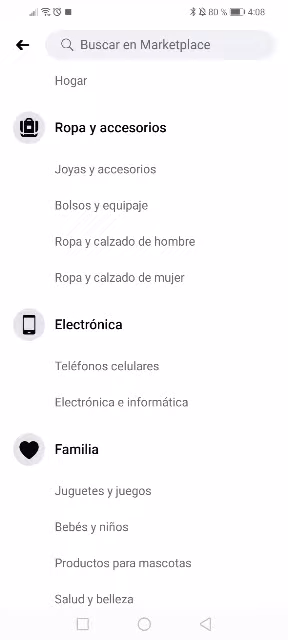 80 % 4:08
Buscar en Marketplace
Hogar
Ropa y accesorios
Joyas y accesorios
Bolsos y equipaje
Ropa y calzado de hombre
Ropa y calzado de mujer
Electrónica
Teléfonos celulares
Electrónica e informática
Familia
Juguetes y juegos
Bebés y niños
Productos para mascotas
Salud y belleza